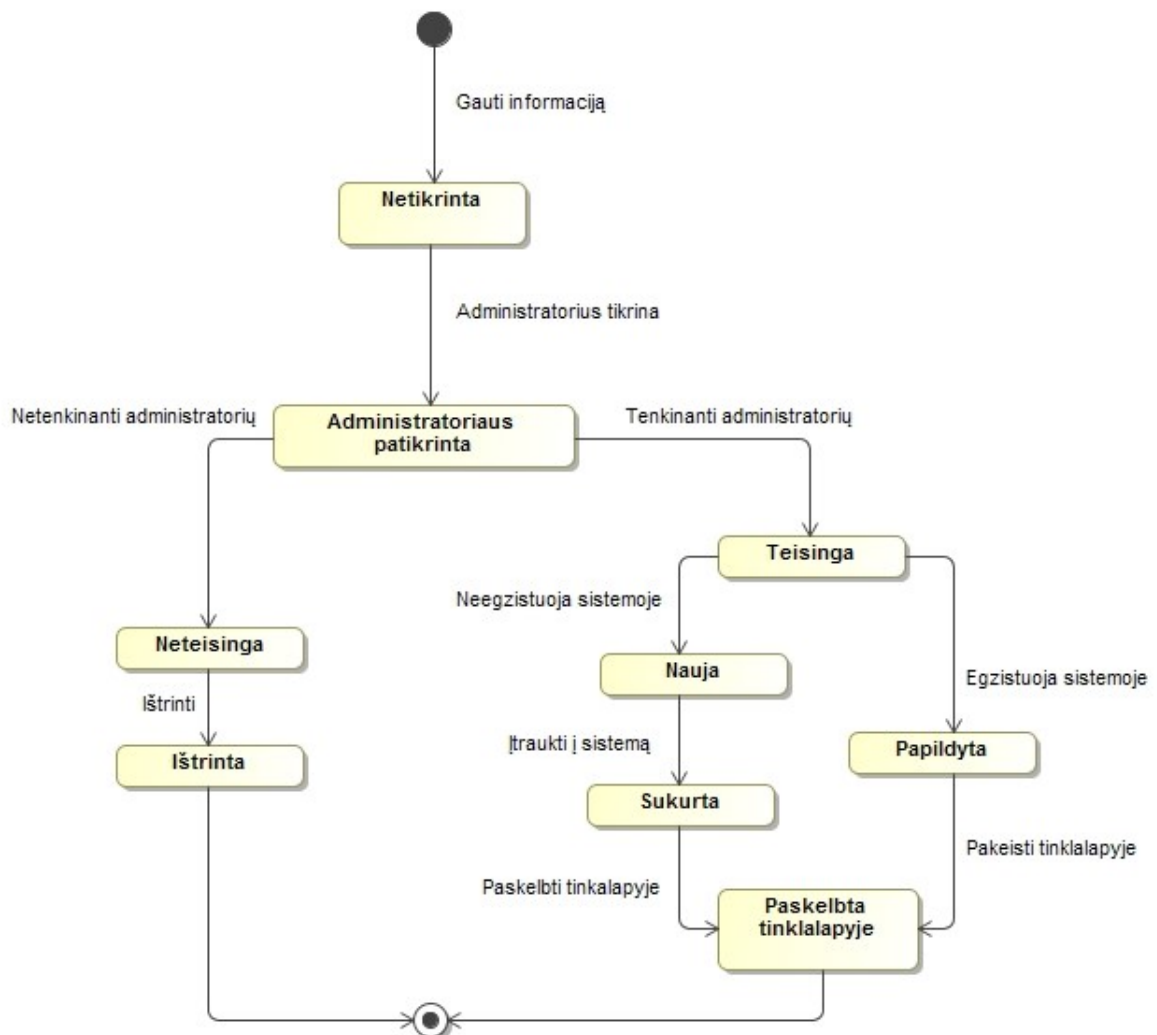 Gauti informaciją
Netikrinta
Administratorius tikrina
Netenkinanti administratorių
Administratoriaus
patikrinta
Tenkinanti administratorių
Teisinga
Neegzistuoja sistemoje
Neteisinga
Nauja
Egzistuoja sistemoje
Ištrinti
Įtraukti į sistemą
Papildyta
Ištrinta
Sukurta
Pakeisti tinklalapyje
Paskelbti tinkalapyje
Paskelbta
tinklalapyje